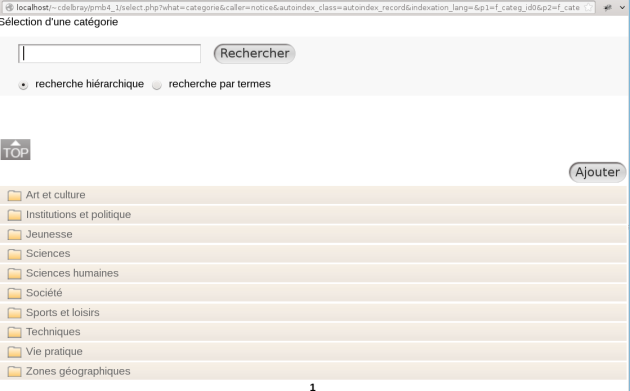 localhost/~cdelbray/pmb4_1/select.php?what=categorie&caller=notice&autoindex_class=autoindex_record&indexation_lang=&p1=f_categ_id0&p2=f_cate
Sélection d'une catégorie
Rechercher
recherche hiérarchique recherche par termes
TOP
Ajouter
Art et culture
Institutions et politique
Jeunesse
Sciences
Sciences humaines
Société
Sports et loisirs
Techniques
Vie pratique
Zones géographiques
1